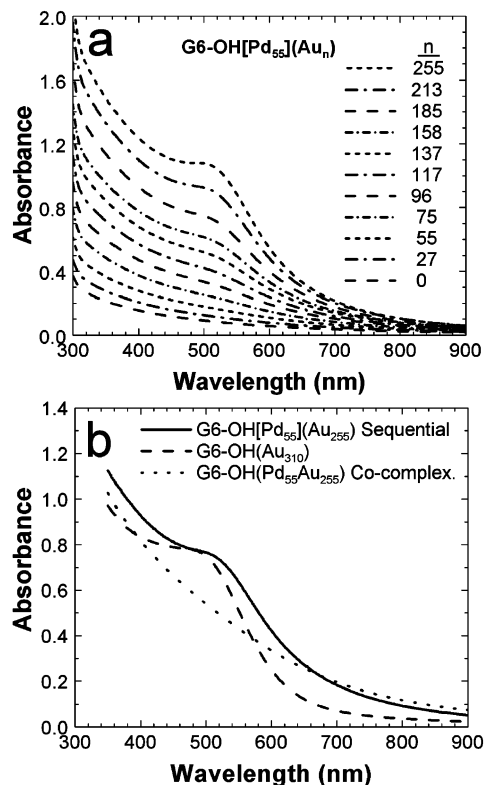 a
G6-OH[Pd₅₅](Auₙ)
n
255
213
185
158
137
117
96
75
55
27
0
2.0
1.6
1.2
0.8
0.4
0.0
Absorbance
300 400 500 600 700 800 900
Wavelength (nm)
b
G6-OH[Pd₅₅](Au₂₅₅) Sequential
G6-OH(Au₃₁₀)
G6-OH(Pd₅₅Au₂₅₅) Co-complex.
1.4
1.2
1.0
0.8
0.6
0.4
0.2
0.0
Absorbance
300 400 500 600 700 800 900
Wavelength (nm)